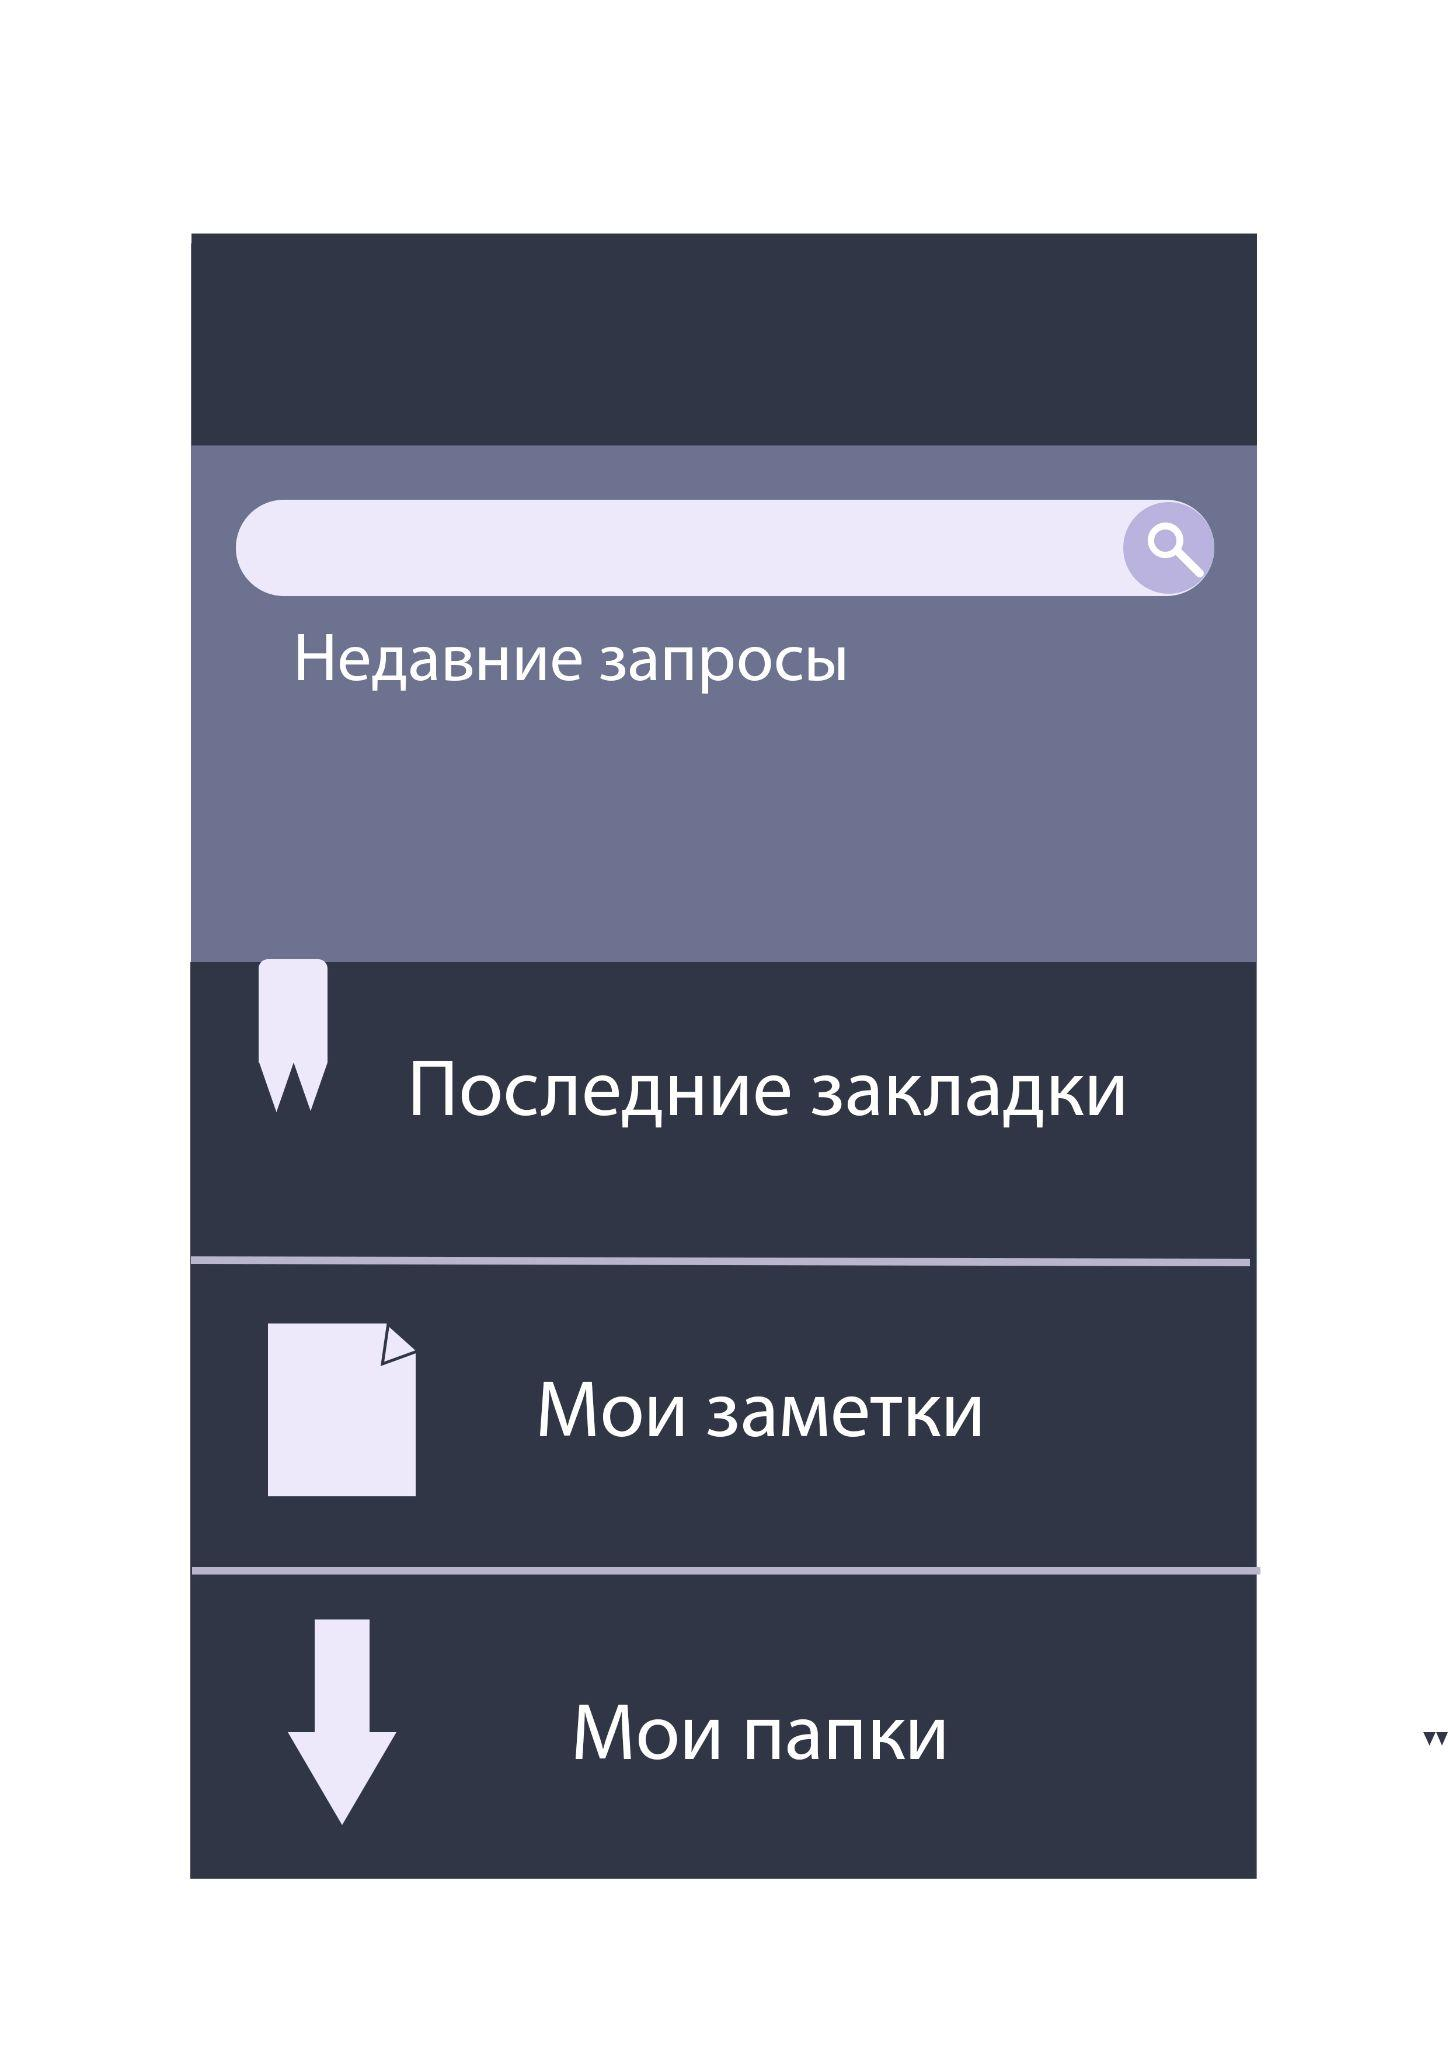 Недавние запросы
Последние закладки
Мои заметки
Мои папки